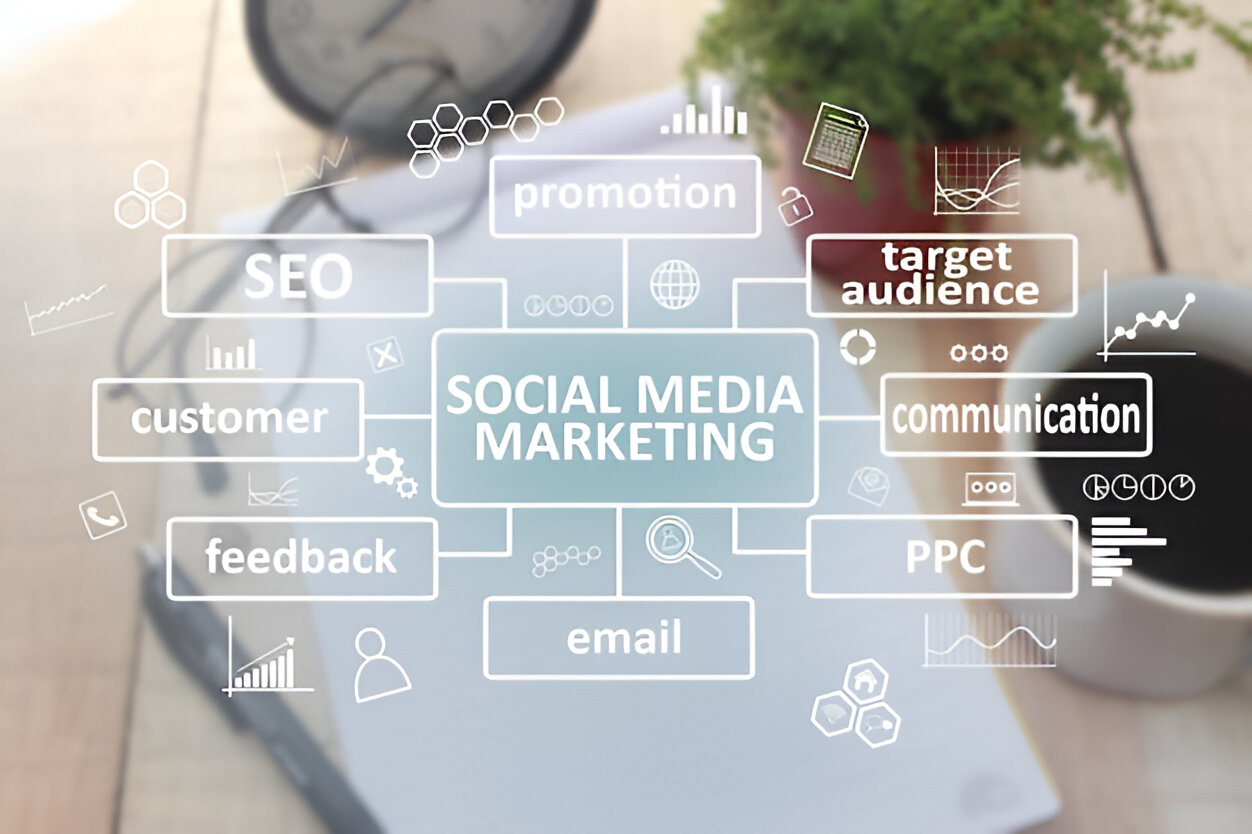 promotion
SEO
target
audience
SOCIAL MEDIA
MARKETING
customer
communication
feedback
PPC
email